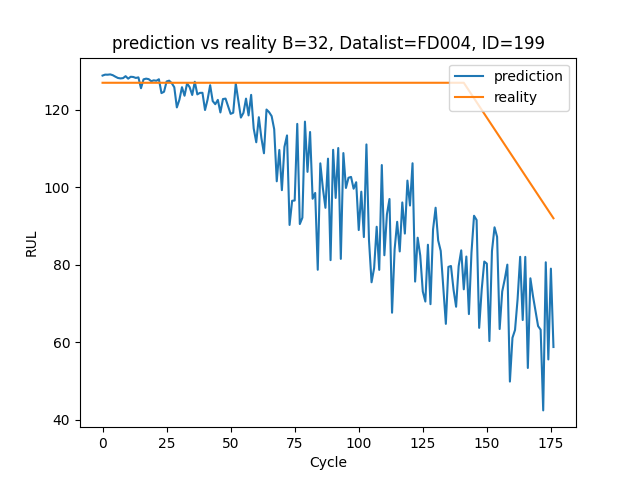 prediction vs reality B=32, Datalist=FD004, ID=199
prediction
reality
RUL
120
100
80
60
40
0 25 50 75 100 125 150 175
Cycle